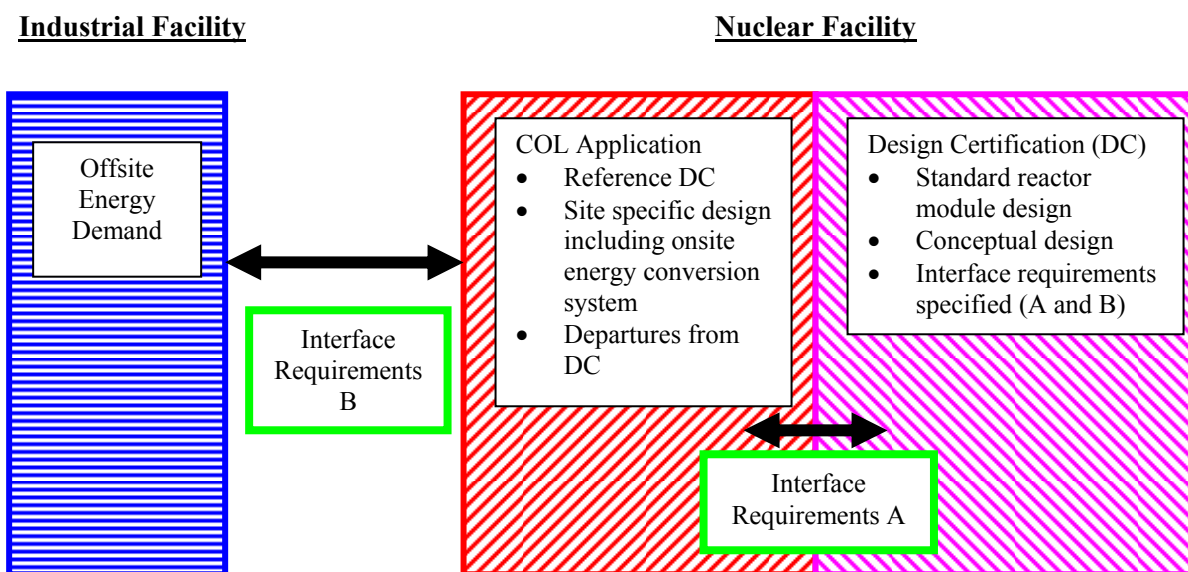 Industrial Facility
Nuclear Facility
Offsite
Energy
Demand
Interface
Requirements
B
COL Application
• Reference DC
• Site specific design
including onsite
energy conversion
system
• Departures from
DC
Design Certification (DC)
• Standard reactor
module design
• Conceptual design
• Interface requirements
specified (A and B)
Interface
Requirements A